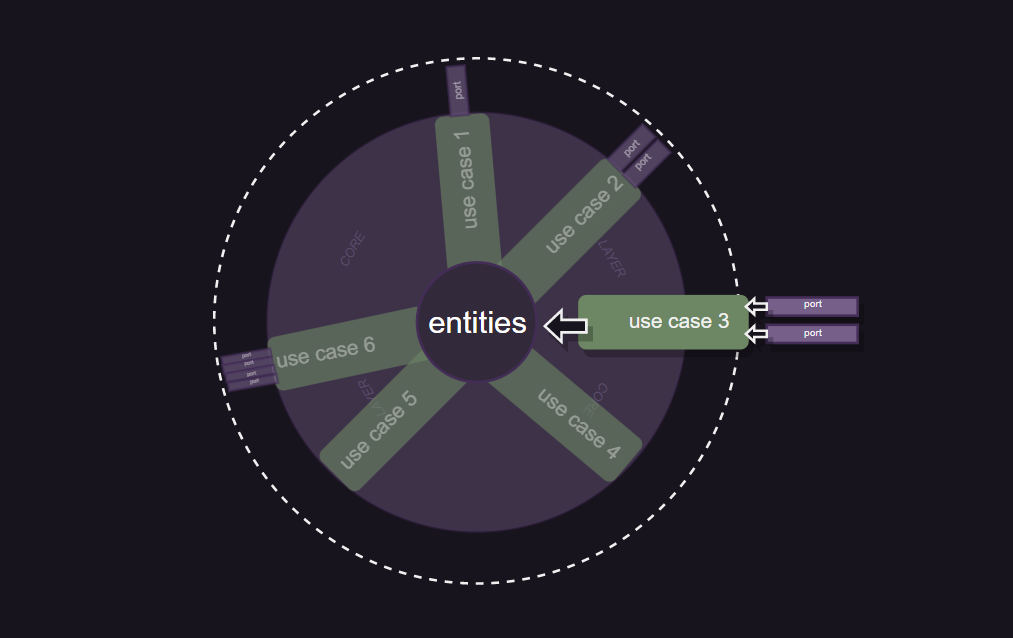 port
use case 1
port
port
use case 2
CORE
LAYER
entities
use case 3
port
port
port
port
port
port
use case 6
LAYER
use case 5
use case 4
CORE